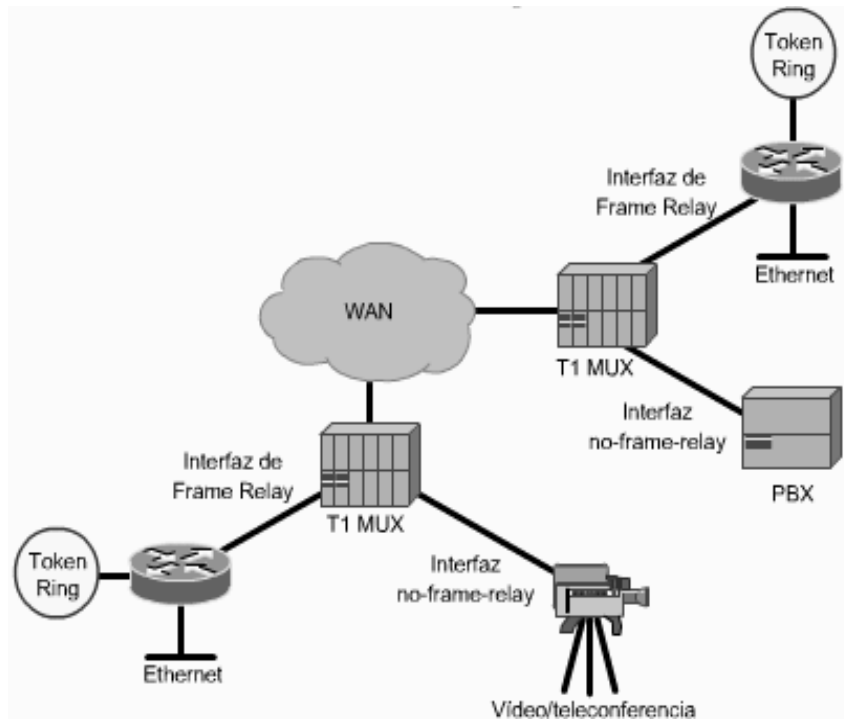 Token
Ring
Interfaz de
Frame Relay
Ethernet
WAN
T1 MUX
Interfaz
no-frame-relay
PBX
Interfaz de
Frame Relay
T1 MUX
Token
Ring
Interfaz
no-frame-relay
Ethernet
Vídeo/teleconferencia